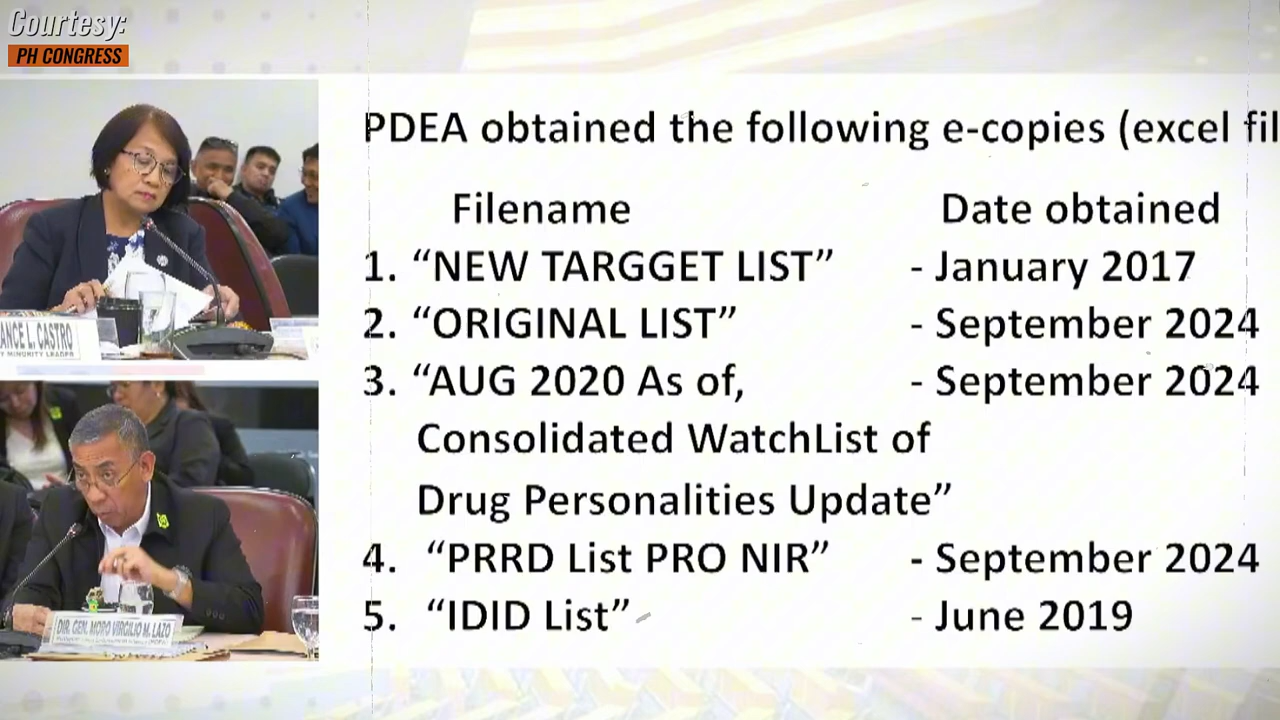 Courtesy:
PH CONGRESS
PDEA obtained the following e-copies (excel fil
Filename Date obtained
1. “NEW TARGGET LIST” - January 2017
2. “ORIGINAL LIST” - September 2024
3. “AUG 2020 As of, - September 2024
Consolidated WatchList of
Drug Personalities Update”
4. “PRRD List PRO NIR” - September 2024
5. “IDID List” - June 2019
ANCE L. CASTRO
Y MINORITY LEADER
DIR. GEN. MORO VIRGILIO M. LAZO